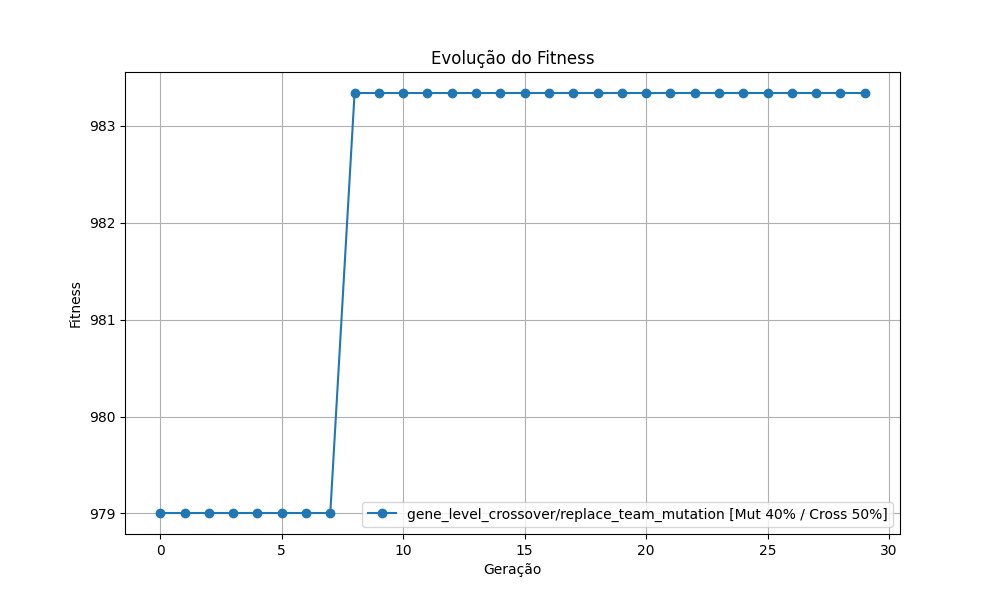 Evolução do Fitness
Fitness
983
982
981
980
979
gene_level_crossover/replace_team_mutation [Mut 40% / Cross 50%]
0 5 10 15 20 25 30
Geração